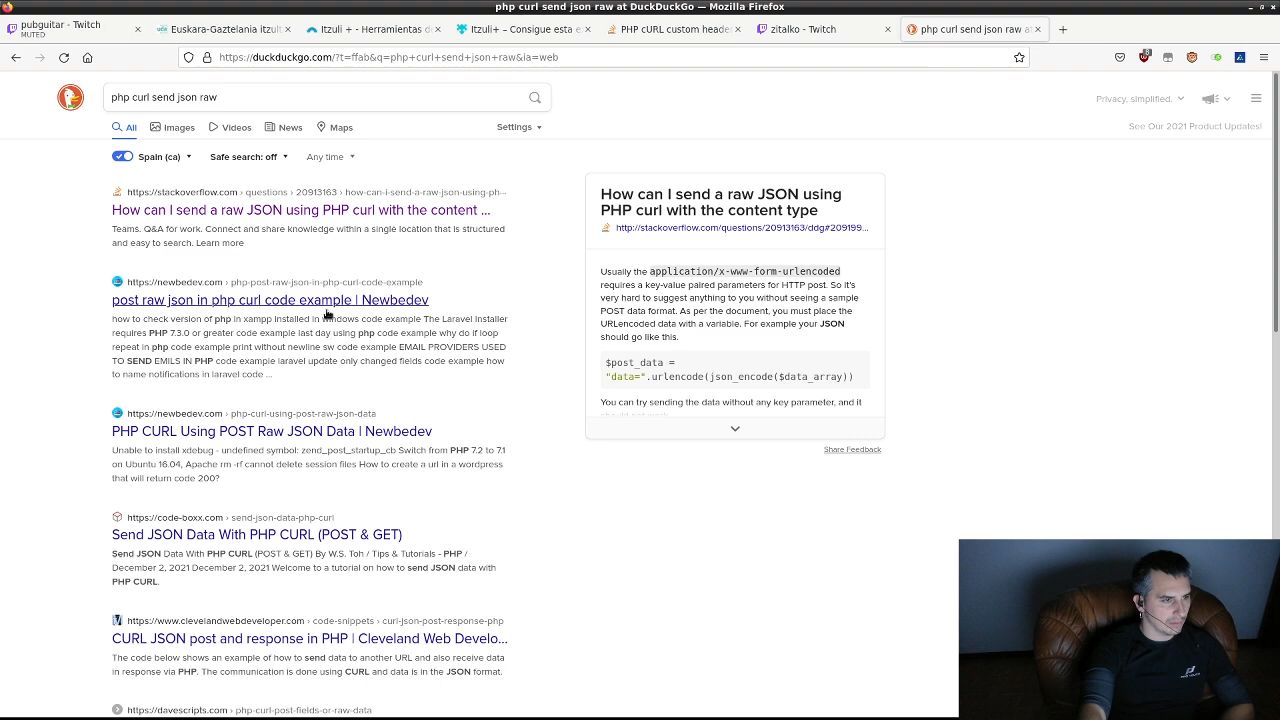 php curl send json raw at DuckDuckGo — Mozilla Firefox
pubguitar - Twitch
MUTED
Euskara-Gaztelania itzulti
Itzuli + - Herramientas d
Itzuli+ – Consigue esta e
PHP cURL custom heade
zitalko - Twitch
php curl send json raw at
https://duckduckgo.com/?t=ffab&q=php+curl+send+json+raw&ia=web
php curl send json raw
Privacy, simplified.
All
Images
Videos
News
Maps
Settings
See Our 2021 Product Updates!
Spain (ca)
Safe search: off
Any time
https://stackoverflow.com › questions › 20913163 › how-can-i-send-a-raw-json-using-ph...
How can I send a raw JSON using PHP curl with the content ...
Teams. Q&A for work. Connect and share knowledge within a single location that is structured
and easy to search. Learn more
https://newbedev.com › php-post-raw-json-in-php-curl-code-example
post raw json in php curl code example | Newbedev
how to check version of php in xampp installed in windows code example The Laravel Installer
requires PHP 7.3.0 or greater code example last day using php code example why do if loop
repeat in php code example print without newline sw code example EMAIL PROVIDERS USED
TO SEND EMILS IN PHP code example laravel update only changed fields code example how
to name notifications in laravel code ...
https://newbedev.com › php-curl-using-post-raw-json-data
PHP CURL Using POST Raw JSON Data | Newbedev
Unable to install xdebug - undefined symbol: zend_post_startup_cb Switch from PHP 7.2 to 7.1
on Ubuntu 16.04, Apache rm -rf cannot delete session files How to create a url in a wordpress
that will return code 200?
https://code-boxx.com › send-json-data-php-curl
Send JSON Data With PHP CURL (POST & GET)
Send JSON Data With PHP CURL (POST & GET) By W.S. Toh / Tips & Tutorials - PHP /
December 2, 2021 December 2, 2021 Welcome to a tutorial on how to send JSON data with
PHP CURL.
https://www.clevelandwebdeveloper.com › code-snippets › curl-json-post-response-php
CURL JSON post and response in PHP | Cleveland Web Develo...
The code below shows an example of how to send data to another URL and also receive data
in response via PHP. The communication is done using CURL and data is in the JSON format.
https://davescripts.com › php-curl-post-fields-or-raw-data
How can I send a raw JSON using
PHP curl with the content type
http://stackoverflow.com/questions/20913163/ddg#209199...
Usually the application/x-www-form-urlencoded
requires a key-value paired parameters for HTTP post. So it's
very hard to suggest anything to you without seeing a sample
POST data format. As per the document, you must place the
URLencoded data with a variable. For example your JSON
should go like this.
$post_data =
"data=".urlencode(json_encode($data_array))
You can try sending the data without any key parameter, and it
Share Feedback